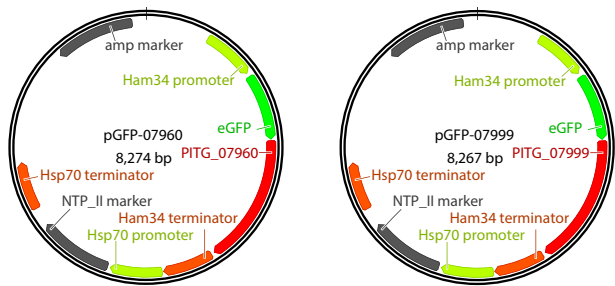 amp marker
Ham34 promoter
eGFP
pGFP-07960
8,274 bp
PITG_07960
Hsp70 terminator
NTP_II marker
Ham34 terminator
Hsp70 promoter
amp marker
Ham34 promoter
eGFP
pGFP-07999
8,267 bp
PITG_07999
Hsp70 terminator
NTP_II marker
Ham34 terminator
Hsp70 promoter